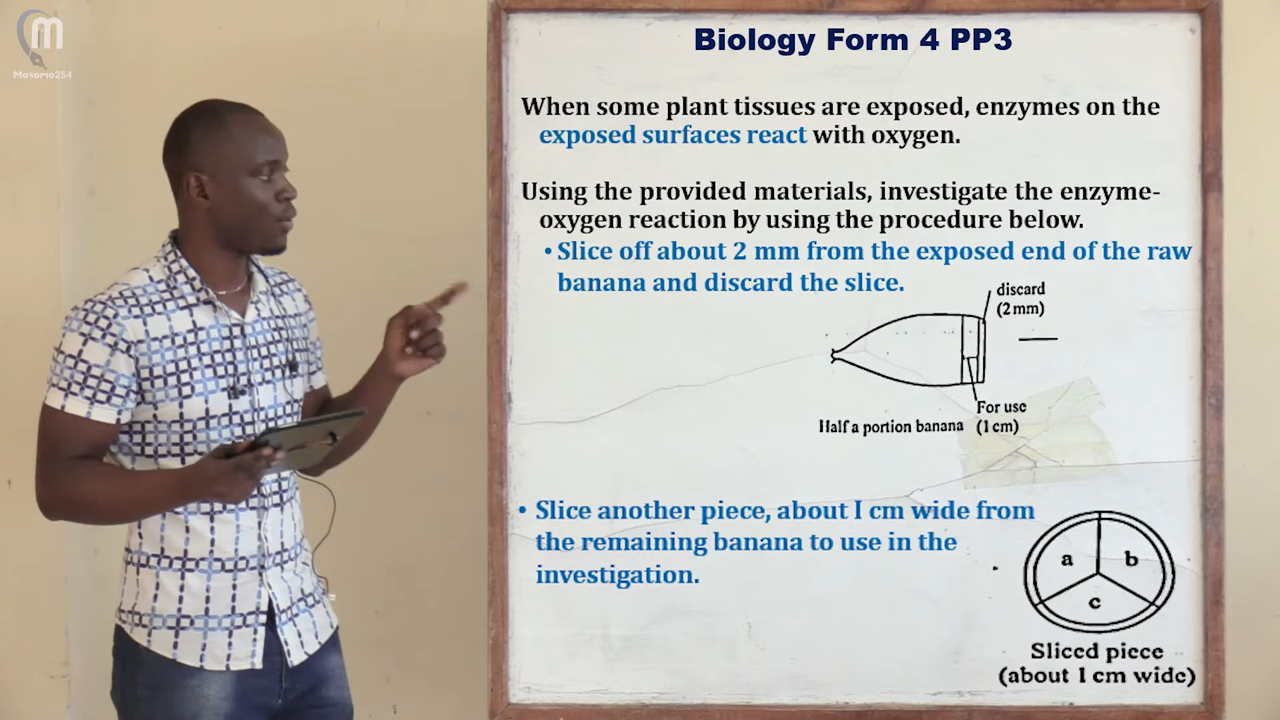 M
Masomo254
Biology Form 4 PP3
When some plant tissues are exposed, enzymes on the
exposed surfaces react with oxygen.
Using the provided materials, investigate the enzyme-
oxygen reaction by using the procedure below.
• Slice off about 2 mm from the exposed end of the raw
banana and discard the slice.
discard
(2 mm)
For use
(1 cm)
Half a portion banana
• Slice another piece, about I cm wide from
the remaining banana to use in the
investigation.
a
b
c
Sliced piece
(about 1 cm wide)